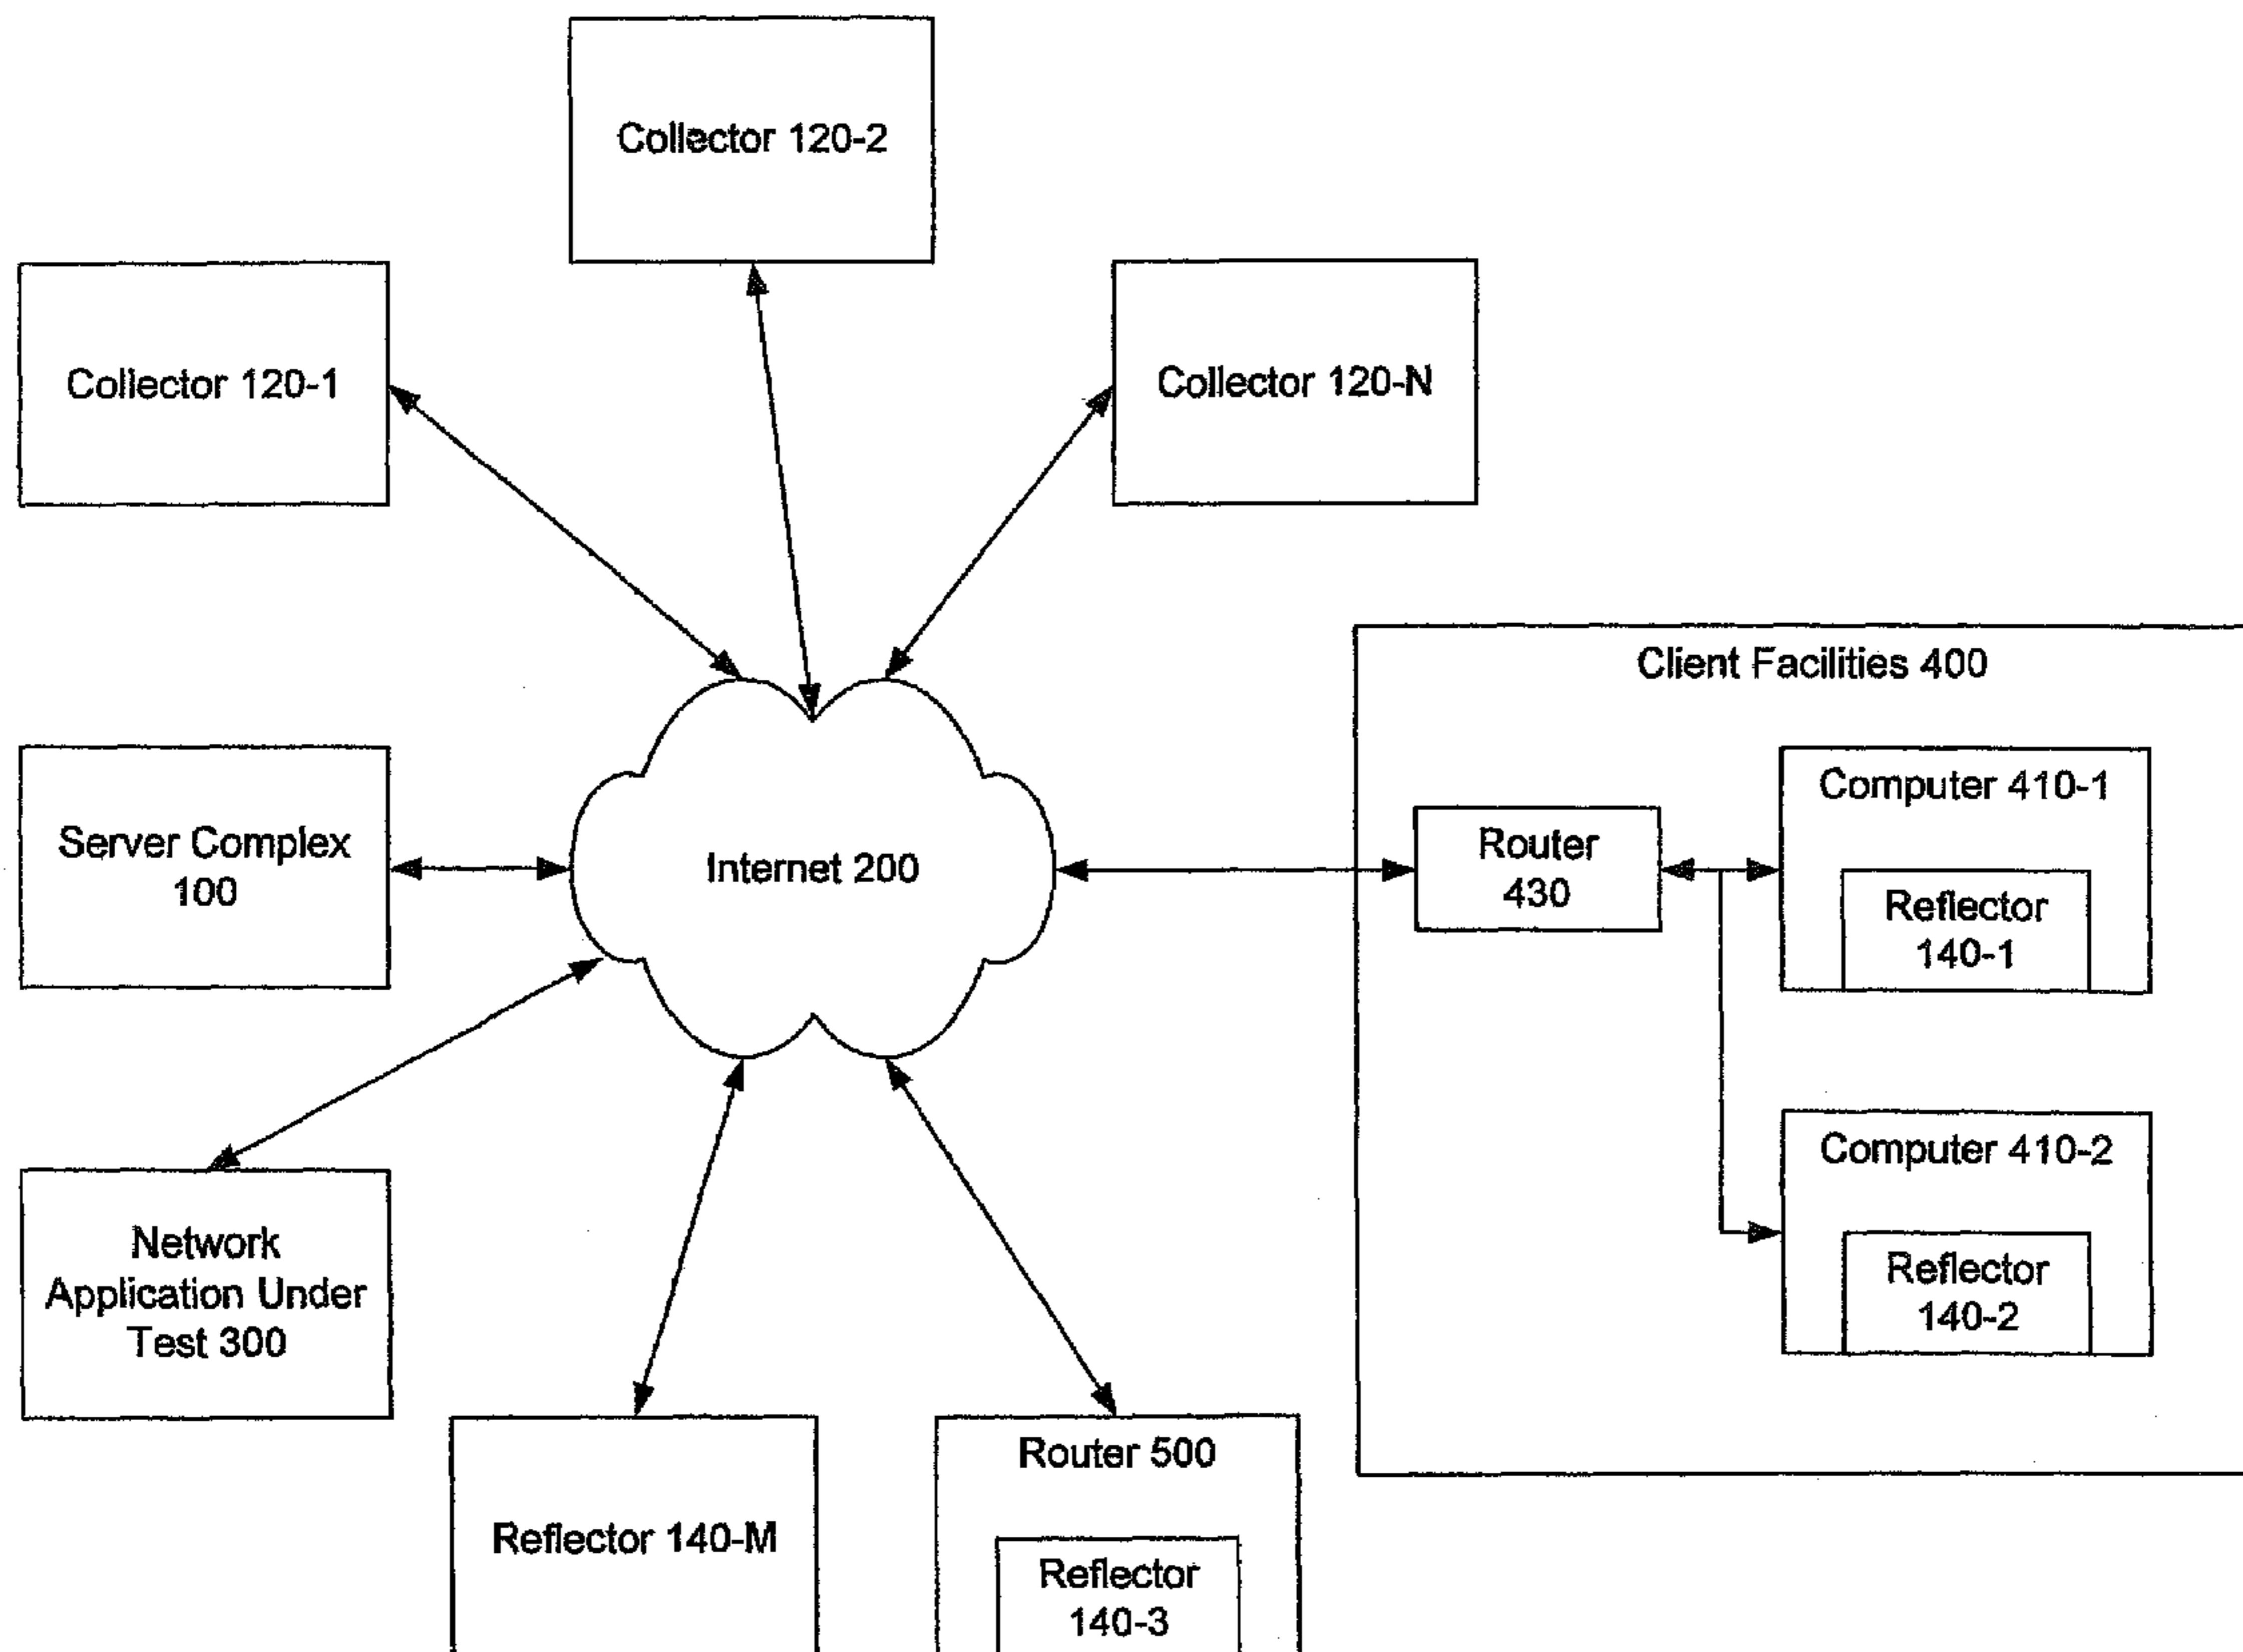 Collector 120-2
Collector 120-1
Collector 120-N
Client Facilities 400
Server Complex
100
Internet 200
Router
430
Computer 410-1
Reflector
140-1
Computer 410-2
Reflector
140-2
Network
Application Under
Test 300
Reflector 140-M
Router 500
Reflector
140-3